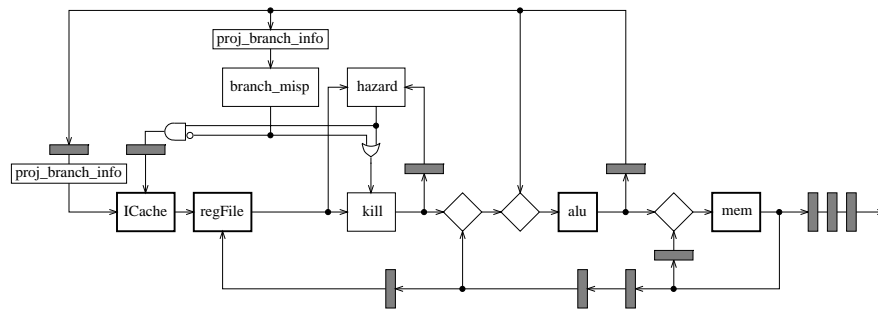 proj_branch_info
branch_misp
hazard
proj_branch_info
ICache
regFile
kill
alu
mem